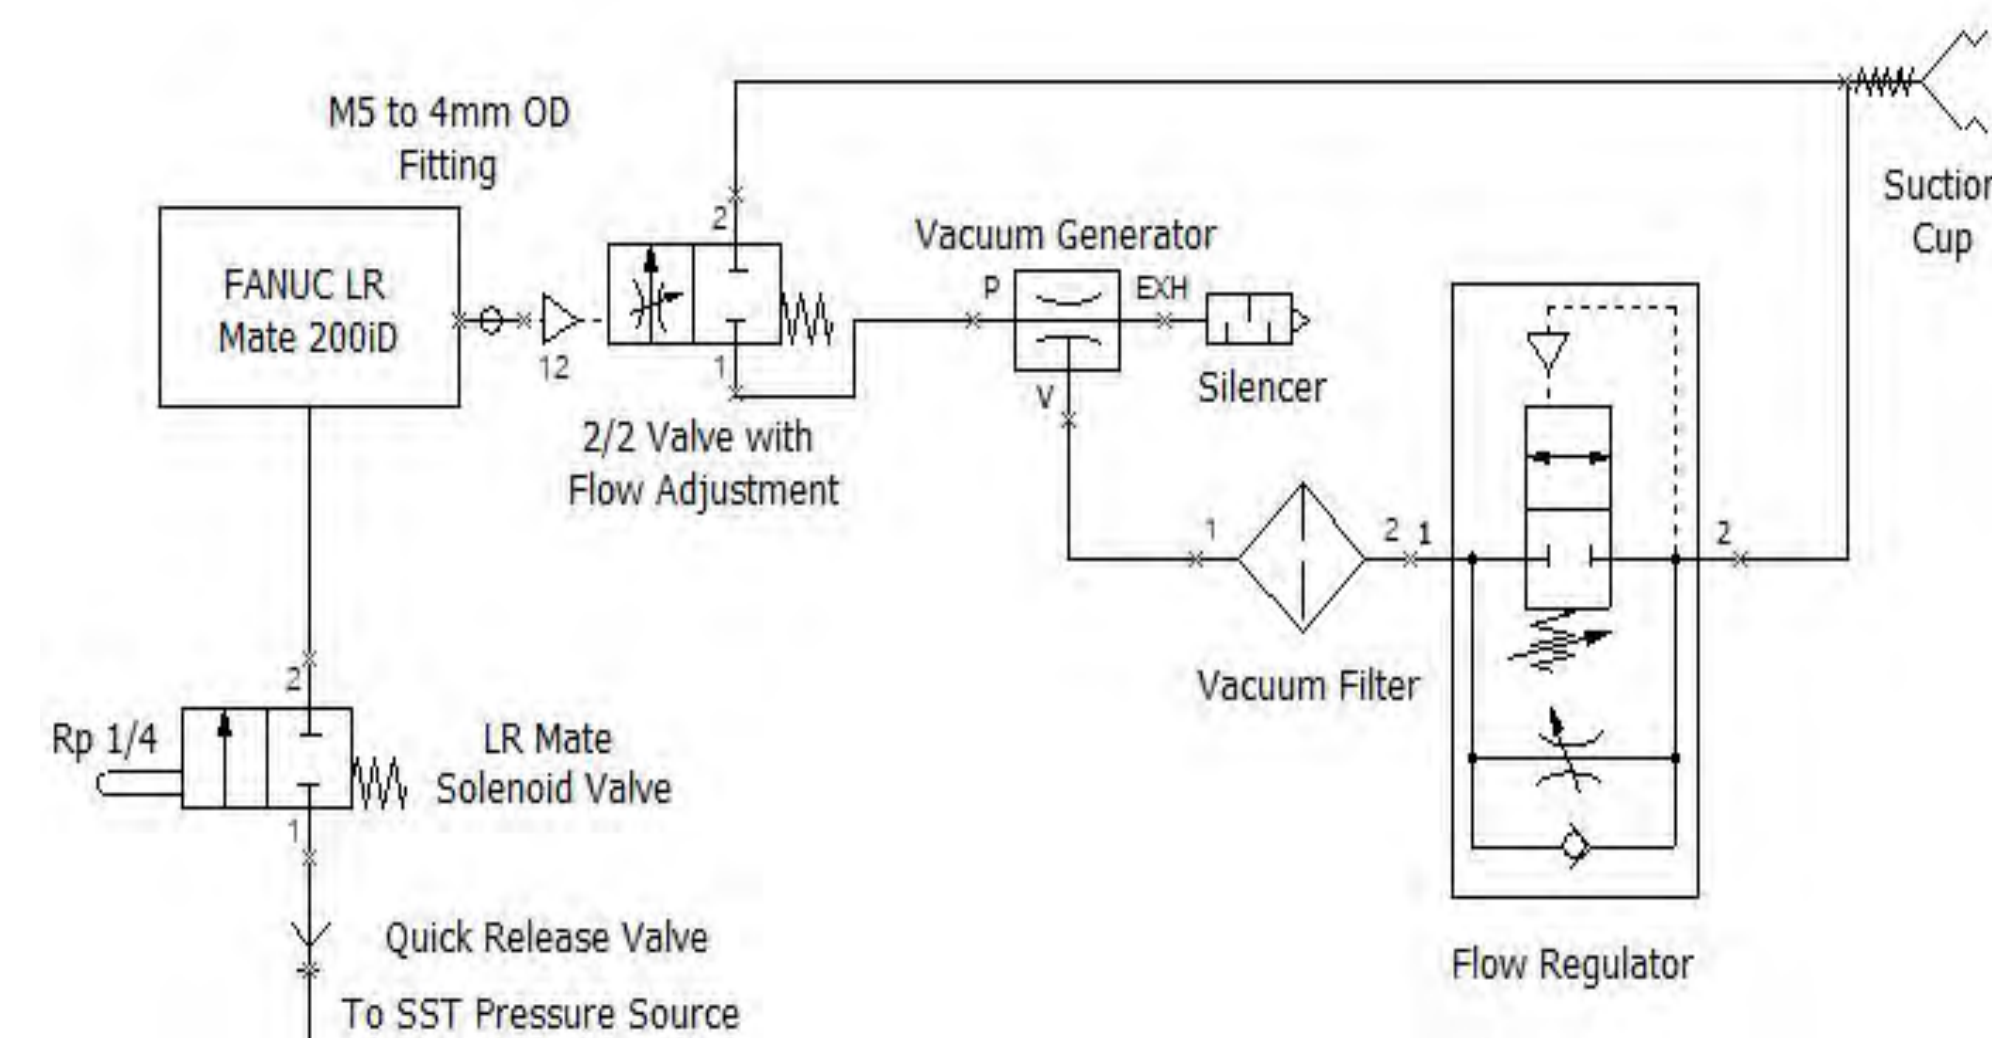 M5 to 4mm OD
Fitting
FANUC LR
Mate 200iD
12
2
1
2/2 Valve with
Flow Adjustment
Vacuum Generator
P
EXH
V
Silencer
Suction
Cup
1
2
1
2
Vacuum Filter
Flow Regulator
2
Rp 1/4
1
LR Mate
Solenoid Valve
Quick Release Valve
To SST Pressure Source